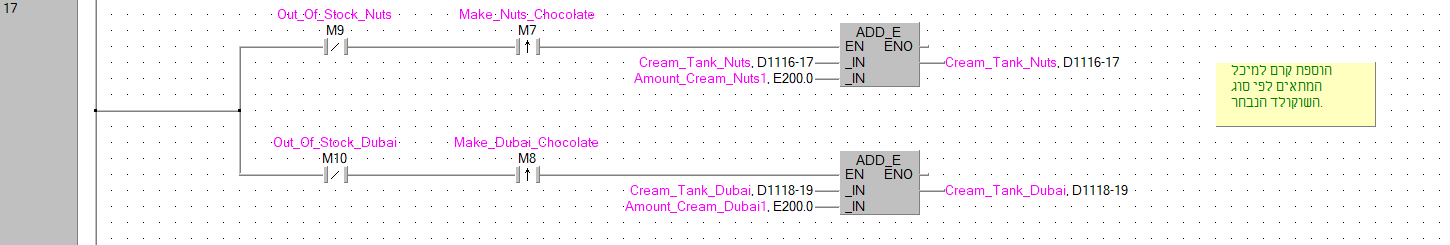 17
Out_Of_Stock_Nuts
M9
Make_Nuts_Chocolate
M7
ADD_E
EN ENO
Cream_Tank_Nuts, D1116-17 _IN Cream_Tank_Nuts, D1116-17
Amount_Cream_Nuts1, E200.0 _IN
הוספת קרם למיכל
המתאים לפי סוג
השוקולד הנבחר.
Out_Of_Stock_Dubai
M10
Make_Dubai_Chocolate
M8
ADD_E
EN ENO
Cream_Tank_Dubai, D1118-19 _IN Cream_Tank_Dubai, D1118-19
Amount_Cream_Dubai1, E200.0 _IN